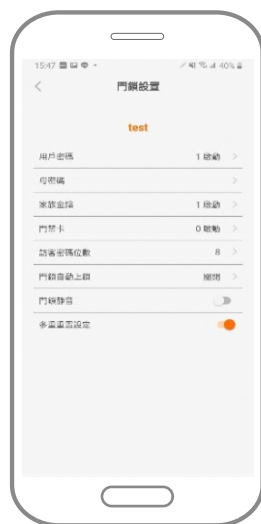 15:47
40%
門鎖設置
test
用戶密碼 1 啟動
母密碼
家族金鑰 1 啟動
門禁卡 0 啟動
訪客密碼位數 8
門鎖自動上鎖 關閉
門鎖靜音
多重重置設定